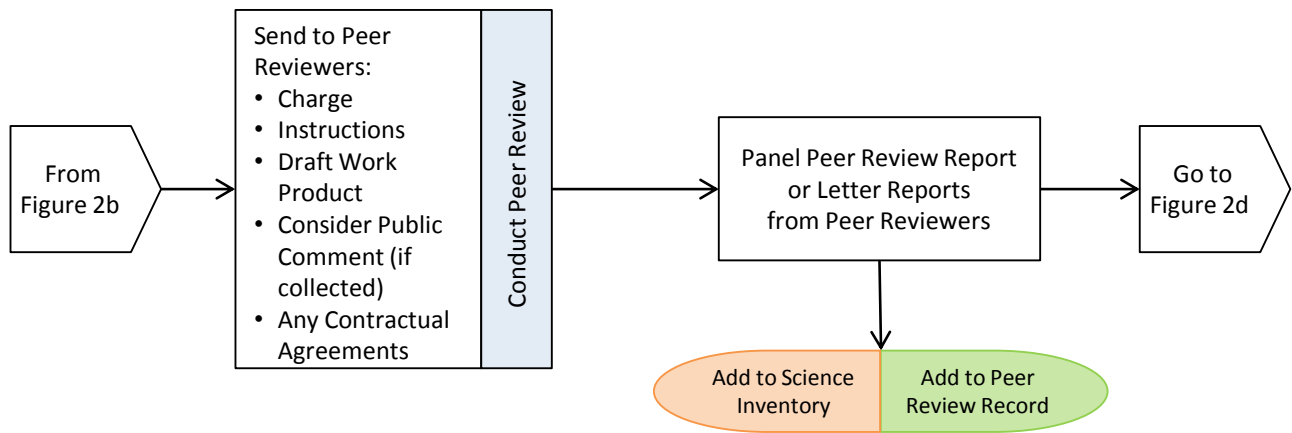 From
Figure 2b
Send to Peer
Reviewers:
• Charge
• Instructions
• Draft Work
Product
• Consider Public
Comment (if
collected)
• Any Contractual
Agreements
Conduct Peer Review
Panel Peer Review Report
or Letter Reports
from Peer Reviewers
Go to
Figure 2d
Add to Science
Inventory
Add to Peer
Review Record